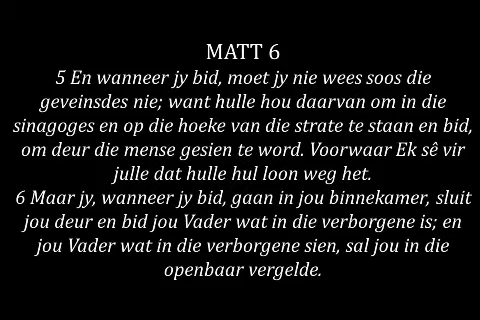 MATT 6
5 En wanneer jy bid, moet jy nie wees soos die
geveinsdes nie; want hulle hou daarvan om in die
sinagoges en op die hoeke van die strate te staan en bid,
om deur die mense gesien te word. Voorwaar Ek sê vir
julle dat hulle hul loon weg het.
6 Maar jy, wanneer jy bid, gaan in jou binnekamer, sluit
jou deur en bid jou Vader wat in die verborgene is; en
jou Vader wat in die verborgene sien, sal jou in die
openbaar vergelde.